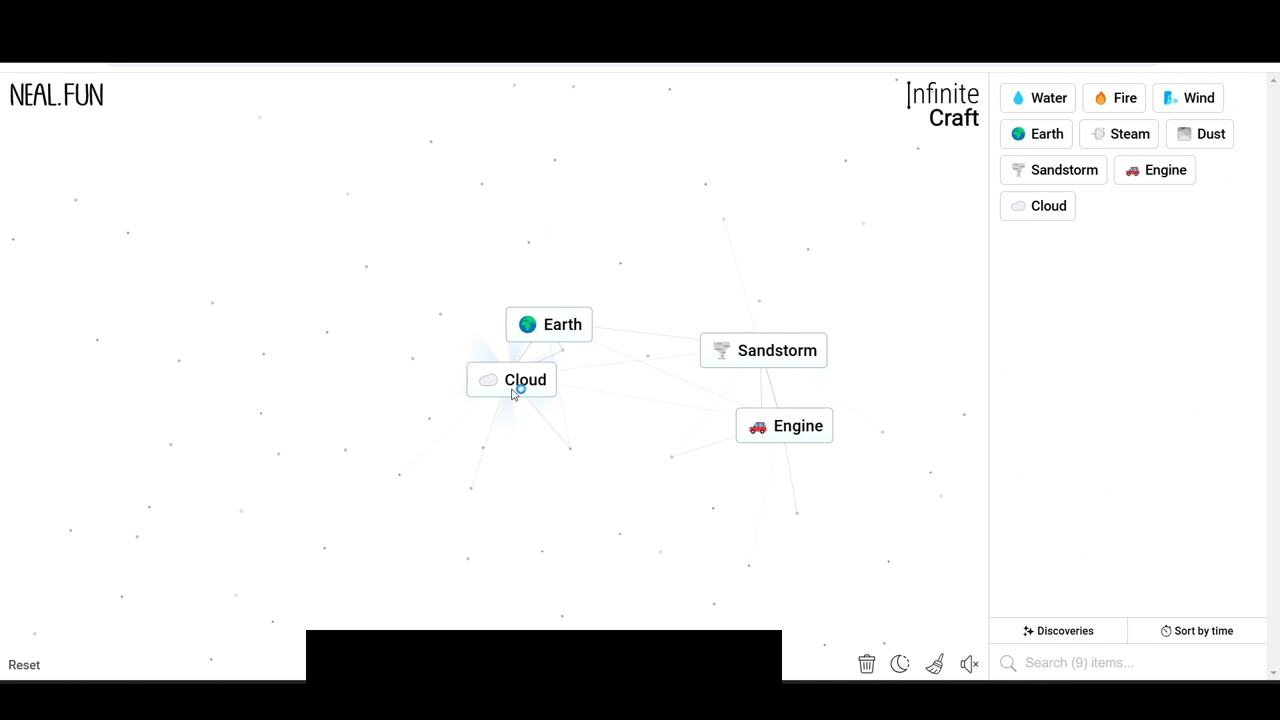 NEAL.FUN
Infinite
Craft
Water Fire Wind
Earth Steam Dust
Sandstorm Engine
Cloud
Earth
Sandstorm
Cloud
Engine
Discoveries Sort by time
Reset
Search (9) items...